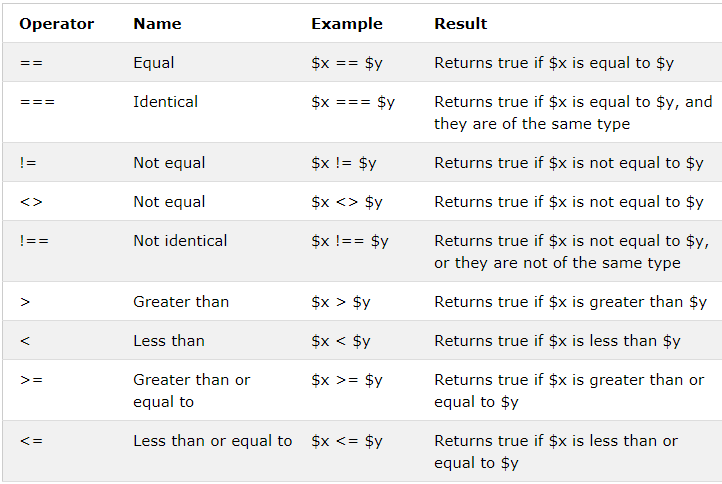 Operator Name Example Result
== Equal $x == $y Returns true if $x is equal to $y
=== Identical $x === $y Returns true if $x is equal to $y, and
they are of the same type
!= Not equal $x != $y Returns true if $x is not equal to $y
<> Not equal $x <> $y Returns true if $x is not equal to $y
!== Not identical $x !== $y Returns true if $x is not equal to $y,
or they are not of the same type
> Greater than $x > $y Returns true if $x is greater than $y
< Less than $x < $y Returns true if $x is less than $y
>= Greater than or $x >= $y Returns true if $x is greater than or
equal to equal to $y
<= Less than or equal to $x <= $y Returns true if $x is less than or
equal to $y